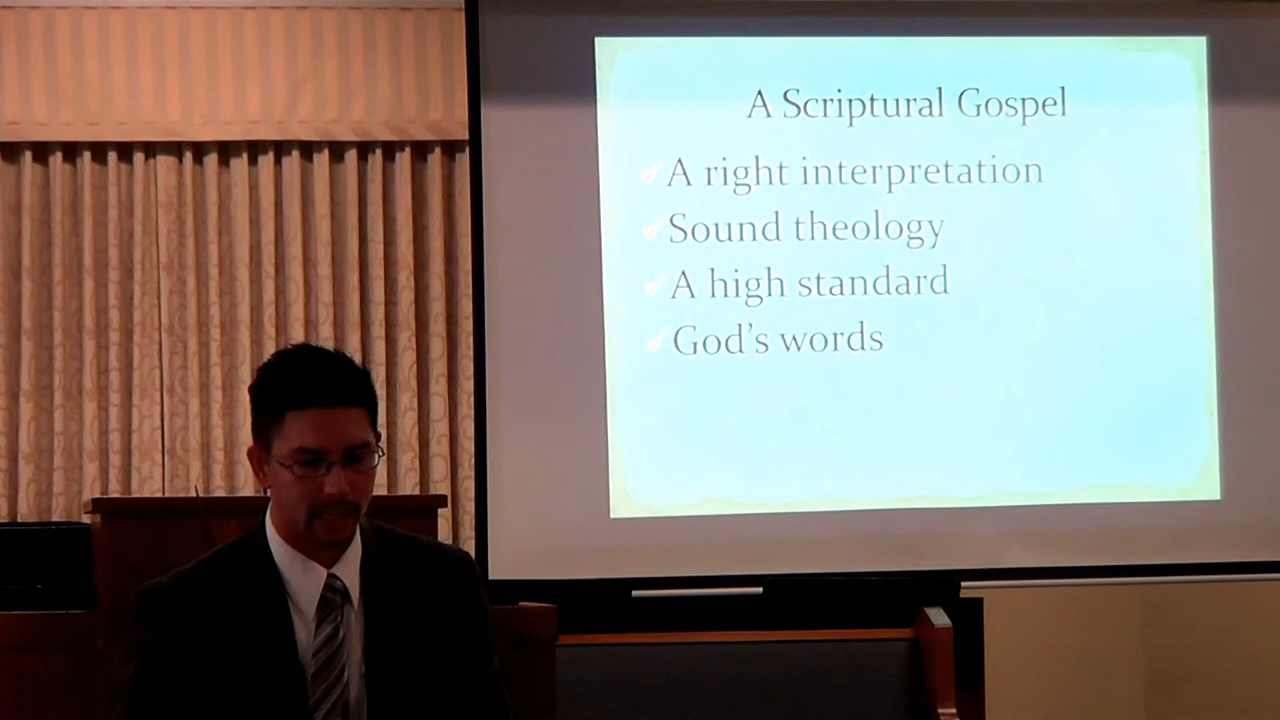 A Scriptural Gospel
A right interpretation
Sound theology
A high standard
God's words